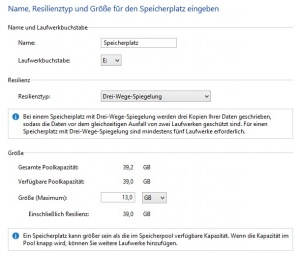 Name, Resilienztyp und Größe für den Speicherplatz eingeben
Name und Laufwerkbuchstabe
Name: Speicherplatz
Laufwerkbuchstabe: E:
Resilienz
Resilienztyp: Drei-Wege-Spiegelung
Bei einem Speicherplatz mit Drei-Wege-Spiegelung werden drei Kopien Ihrer Daten geschrieben,
sodass die Daten vor dem gleichzeitigen Ausfall von zwei Laufwerken geschützt sind. Für einen
Speicherplatz mit Drei-Wege-Spiegelung sind mindestens fünf Laufwerke erforderlich.
Größe
Gesamte Poolkapazität: 39,2 GB
Verfügbare Poolkapazität: 39,0 GB
Größe (Maximum): 13,0 GB
Einschließlich Resilienz: 39,0 GB
Ein Speicherplatz kann größer sein als die im Speicherpool verfügbare Kapazität. Wenn die Kapazität im
Pool knapp wird, können Sie weitere Laufwerke hinzufügen.